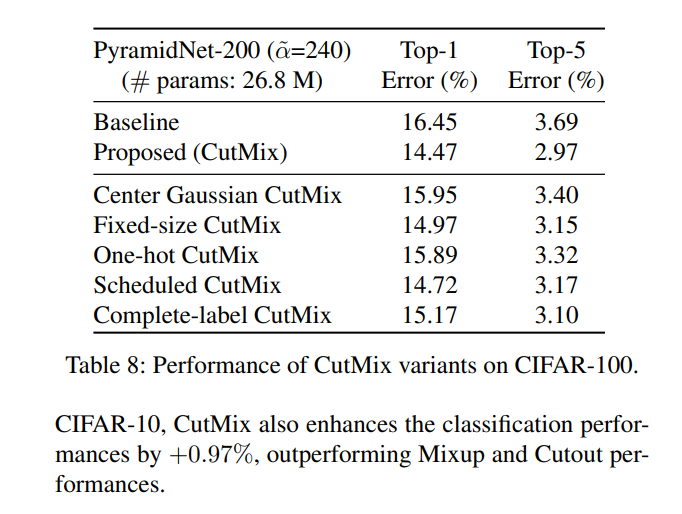 PyramidNet-200 (α̃=240) Top-1 Top-5
(# params: 26.8 M) Error (%) Error (%)
Baseline 16.45 3.69
Proposed (CutMix) 14.47 2.97
Center Gaussian CutMix 15.95 3.40
Fixed-size CutMix 14.97 3.15
One-hot CutMix 15.89 3.32
Scheduled CutMix 14.72 3.17
Complete-label CutMix 15.17 3.10
Table 8: Performance of CutMix variants on CIFAR-100.
CIFAR-10, CutMix also enhances the classification perfor-
mances by +0.97%, outperforming Mixup and Cutout per-
formances.